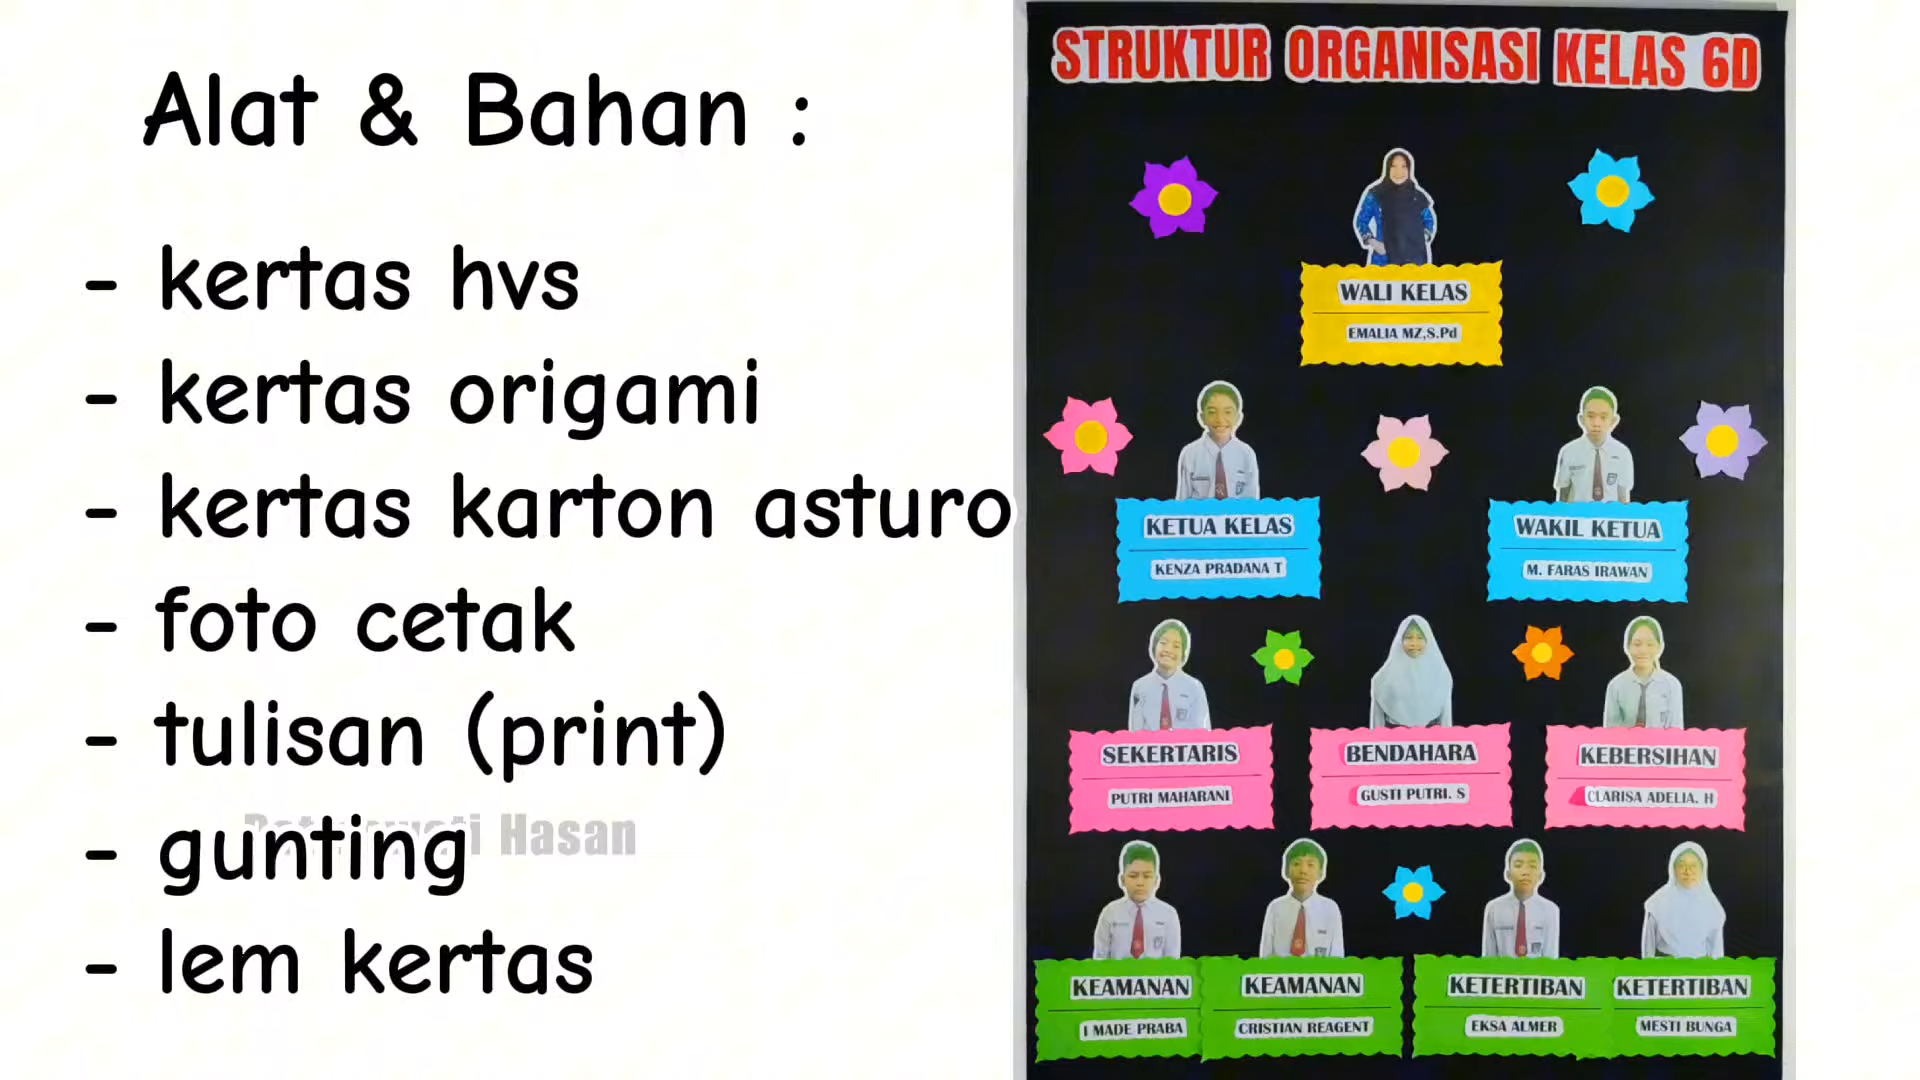 Alat & Bahan :
- kertas hvs
- kertas origami
- kertas karton asturo
- foto cetak
- tulisan (print)
- gunting
- lem kertas
Hasan
STRUKTUR ORGANISASI KELAS 6D
WALI KELAS
EMALIA MZ,S.Pd
KETUA KELAS
KENZA PRADANA T
WAKIL KETUA
M. FARAS IRAWAN
SEKERTARIS
PUTRI MAHARANI
BENDAHARA
GUSTI PUTRI. S
KEBERSIHAN
CLARISA ADELIA. H
KEAMANAN
I MADE PRABA
KEAMANAN
CRISTIAN REAGENT
KETERTIBAN
EKSA ALMER
KETERTIBAN
MESTI BUNGA